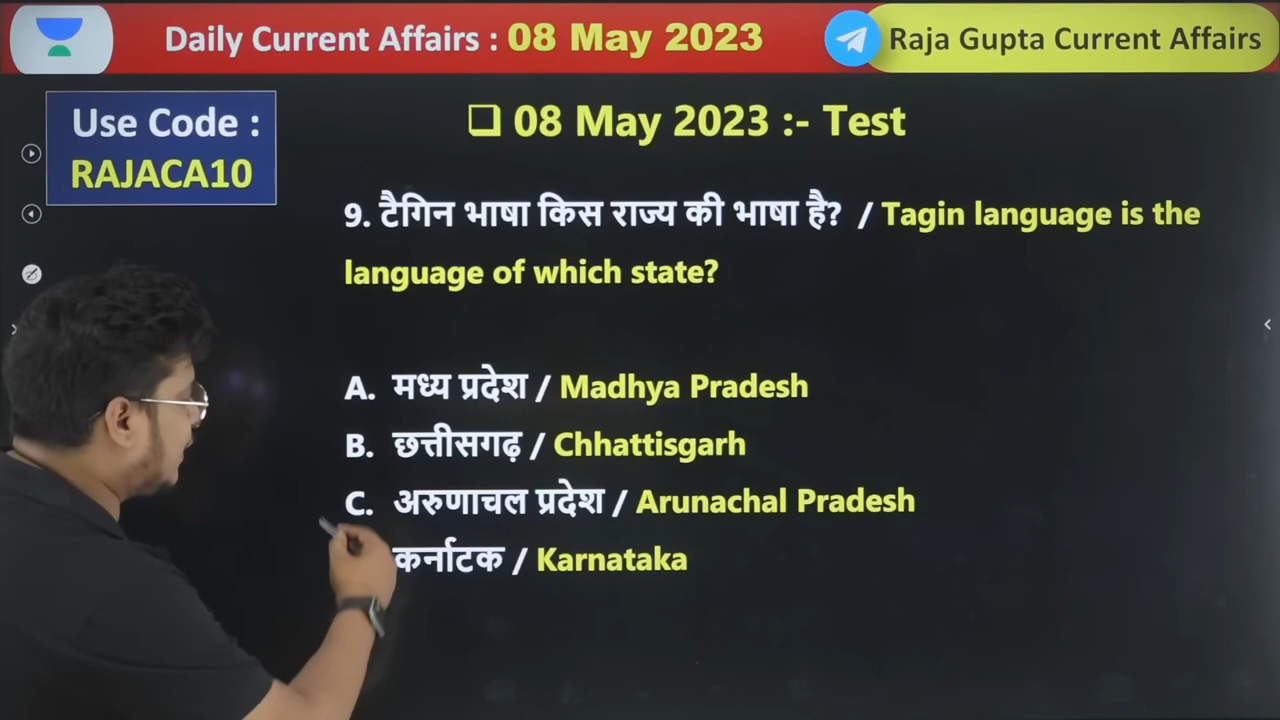 Daily Current Affairs : 08 May 2023
Raja Gupta Current Affairs
Use Code :
RAJACA10
❑ 08 May 2023 :- Test
9. टैगिन भाषा किस राज्य की भाषा है? / Tagin language is the
language of which state?
A. मध्य प्रदेश / Madhya Pradesh
B. छत्तीसगढ़ / Chhattisgarh
C. अरुणाचल प्रदेश / Arunachal Pradesh
कर्नाटक / Karnataka